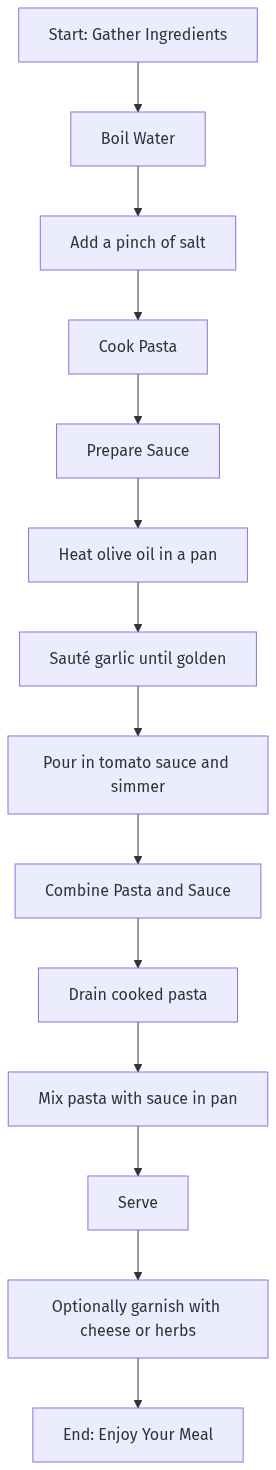 Start: Gather Ingredients
Boil Water
Add a pinch of salt
Cook Pasta
Prepare Sauce
Heat olive oil in a pan
Sauté garlic until golden
Pour in tomato sauce and
simmer
Combine Pasta and Sauce
Drain cooked pasta
Mix pasta with sauce in pan
Serve
Optionally garnish with
cheese or herbs
End: Enjoy Your Meal